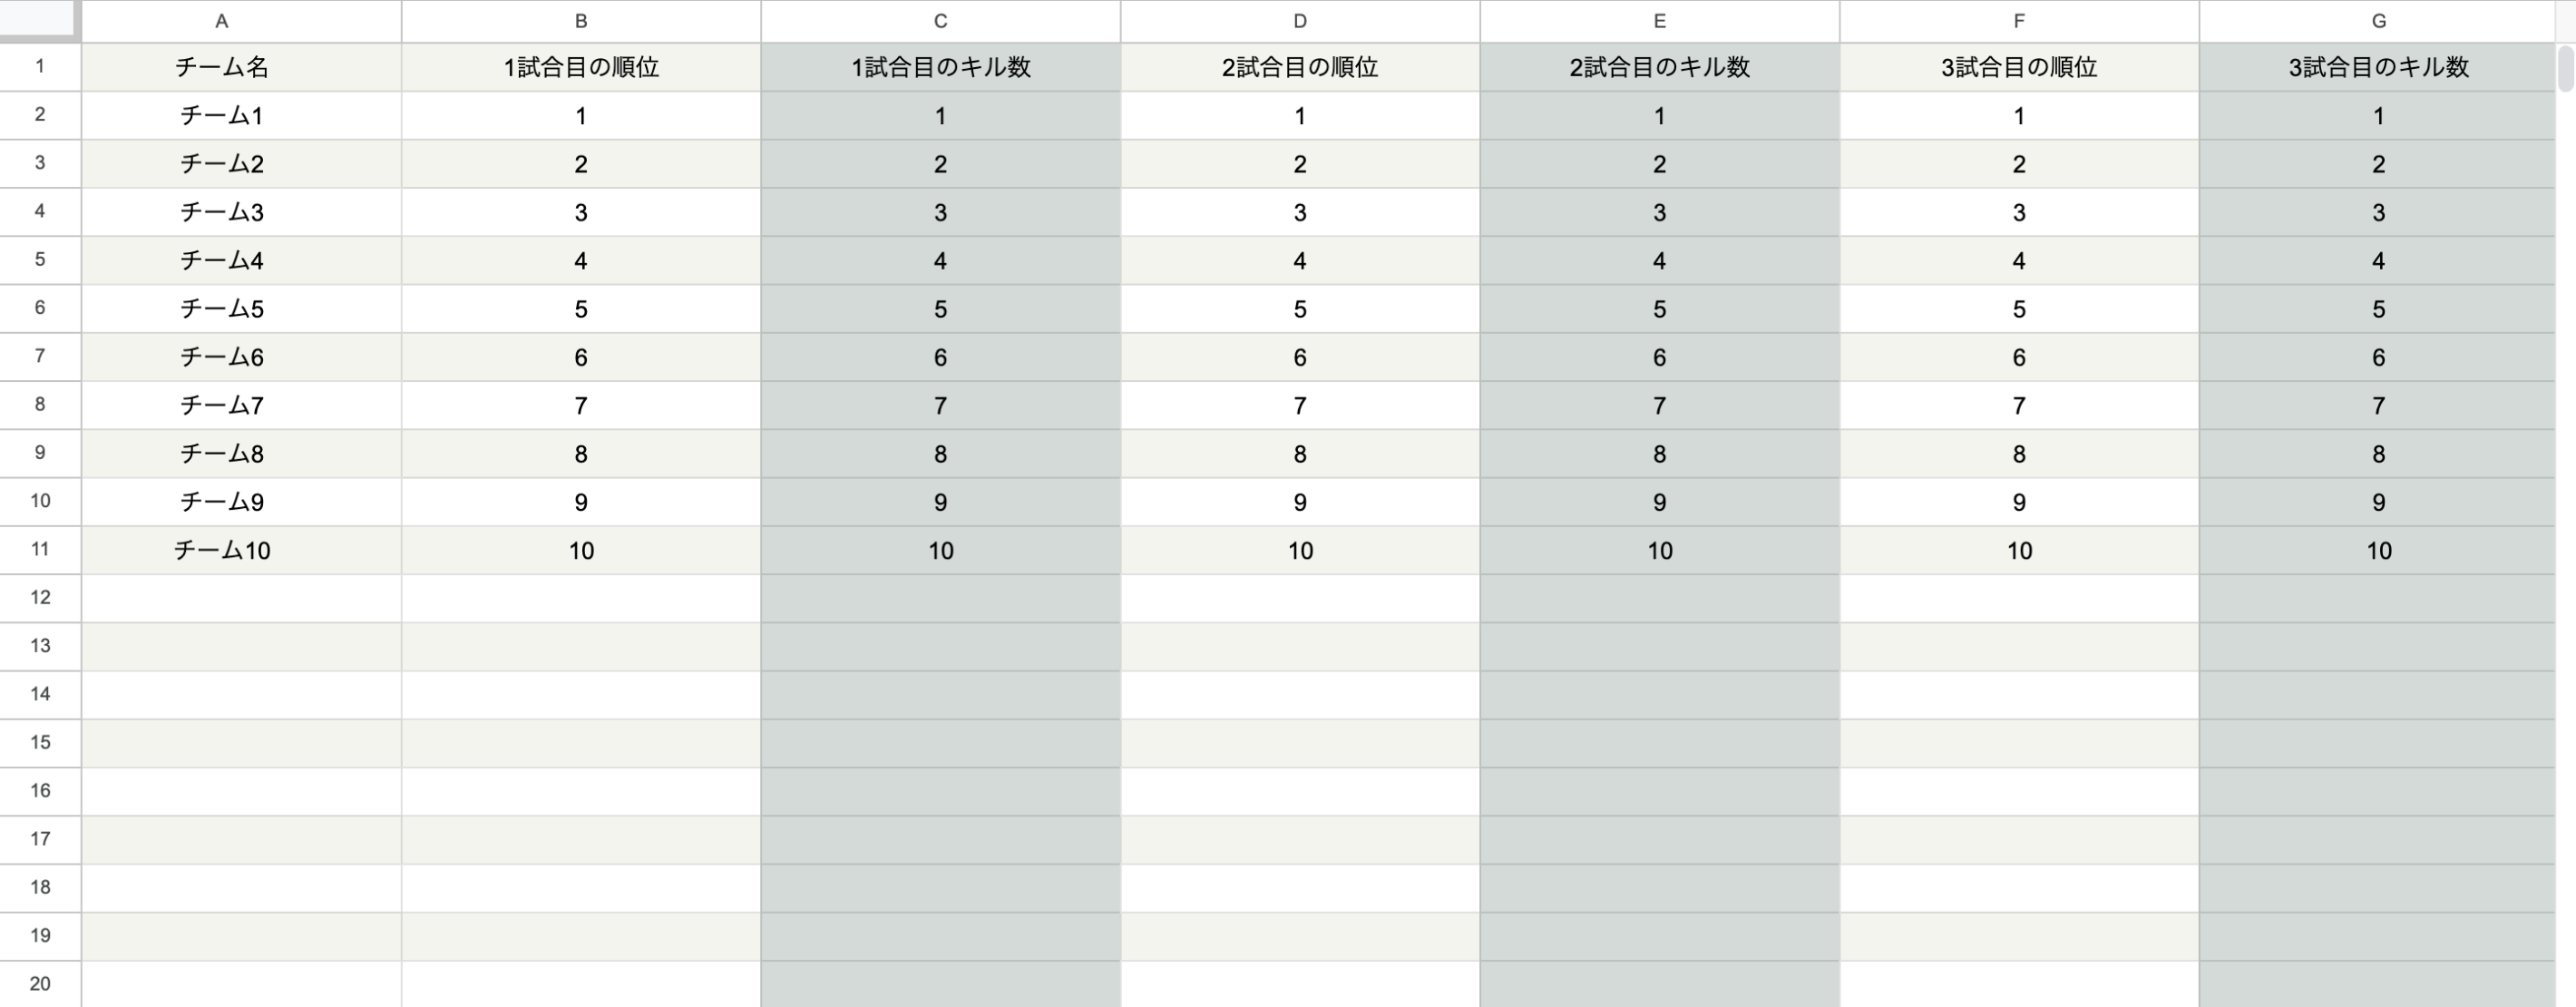 A B C D E F G
1 チーム名 1試合目の順位 1試合目のキル数 2試合目の順位 2試合目のキル数 3試合目の順位 3試合目のキル数
2 チーム1 1 1 1 1 1 1
3 チーム2 2 2 2 2 2 2
4 チーム3 3 3 3 3 3 3
5 チーム4 4 4 4 4 4 4
6 チーム5 5 5 5 5 5 5
7 チーム6 6 6 6 6 6 6
8 チーム7 7 7 7 7 7 7
9 チーム8 8 8 8 8 8 8
10 チーム9 9 9 9 9 9 9
11 チーム10 10 10 10 10 10 10
12
13
14
15
16
17
18
19
20